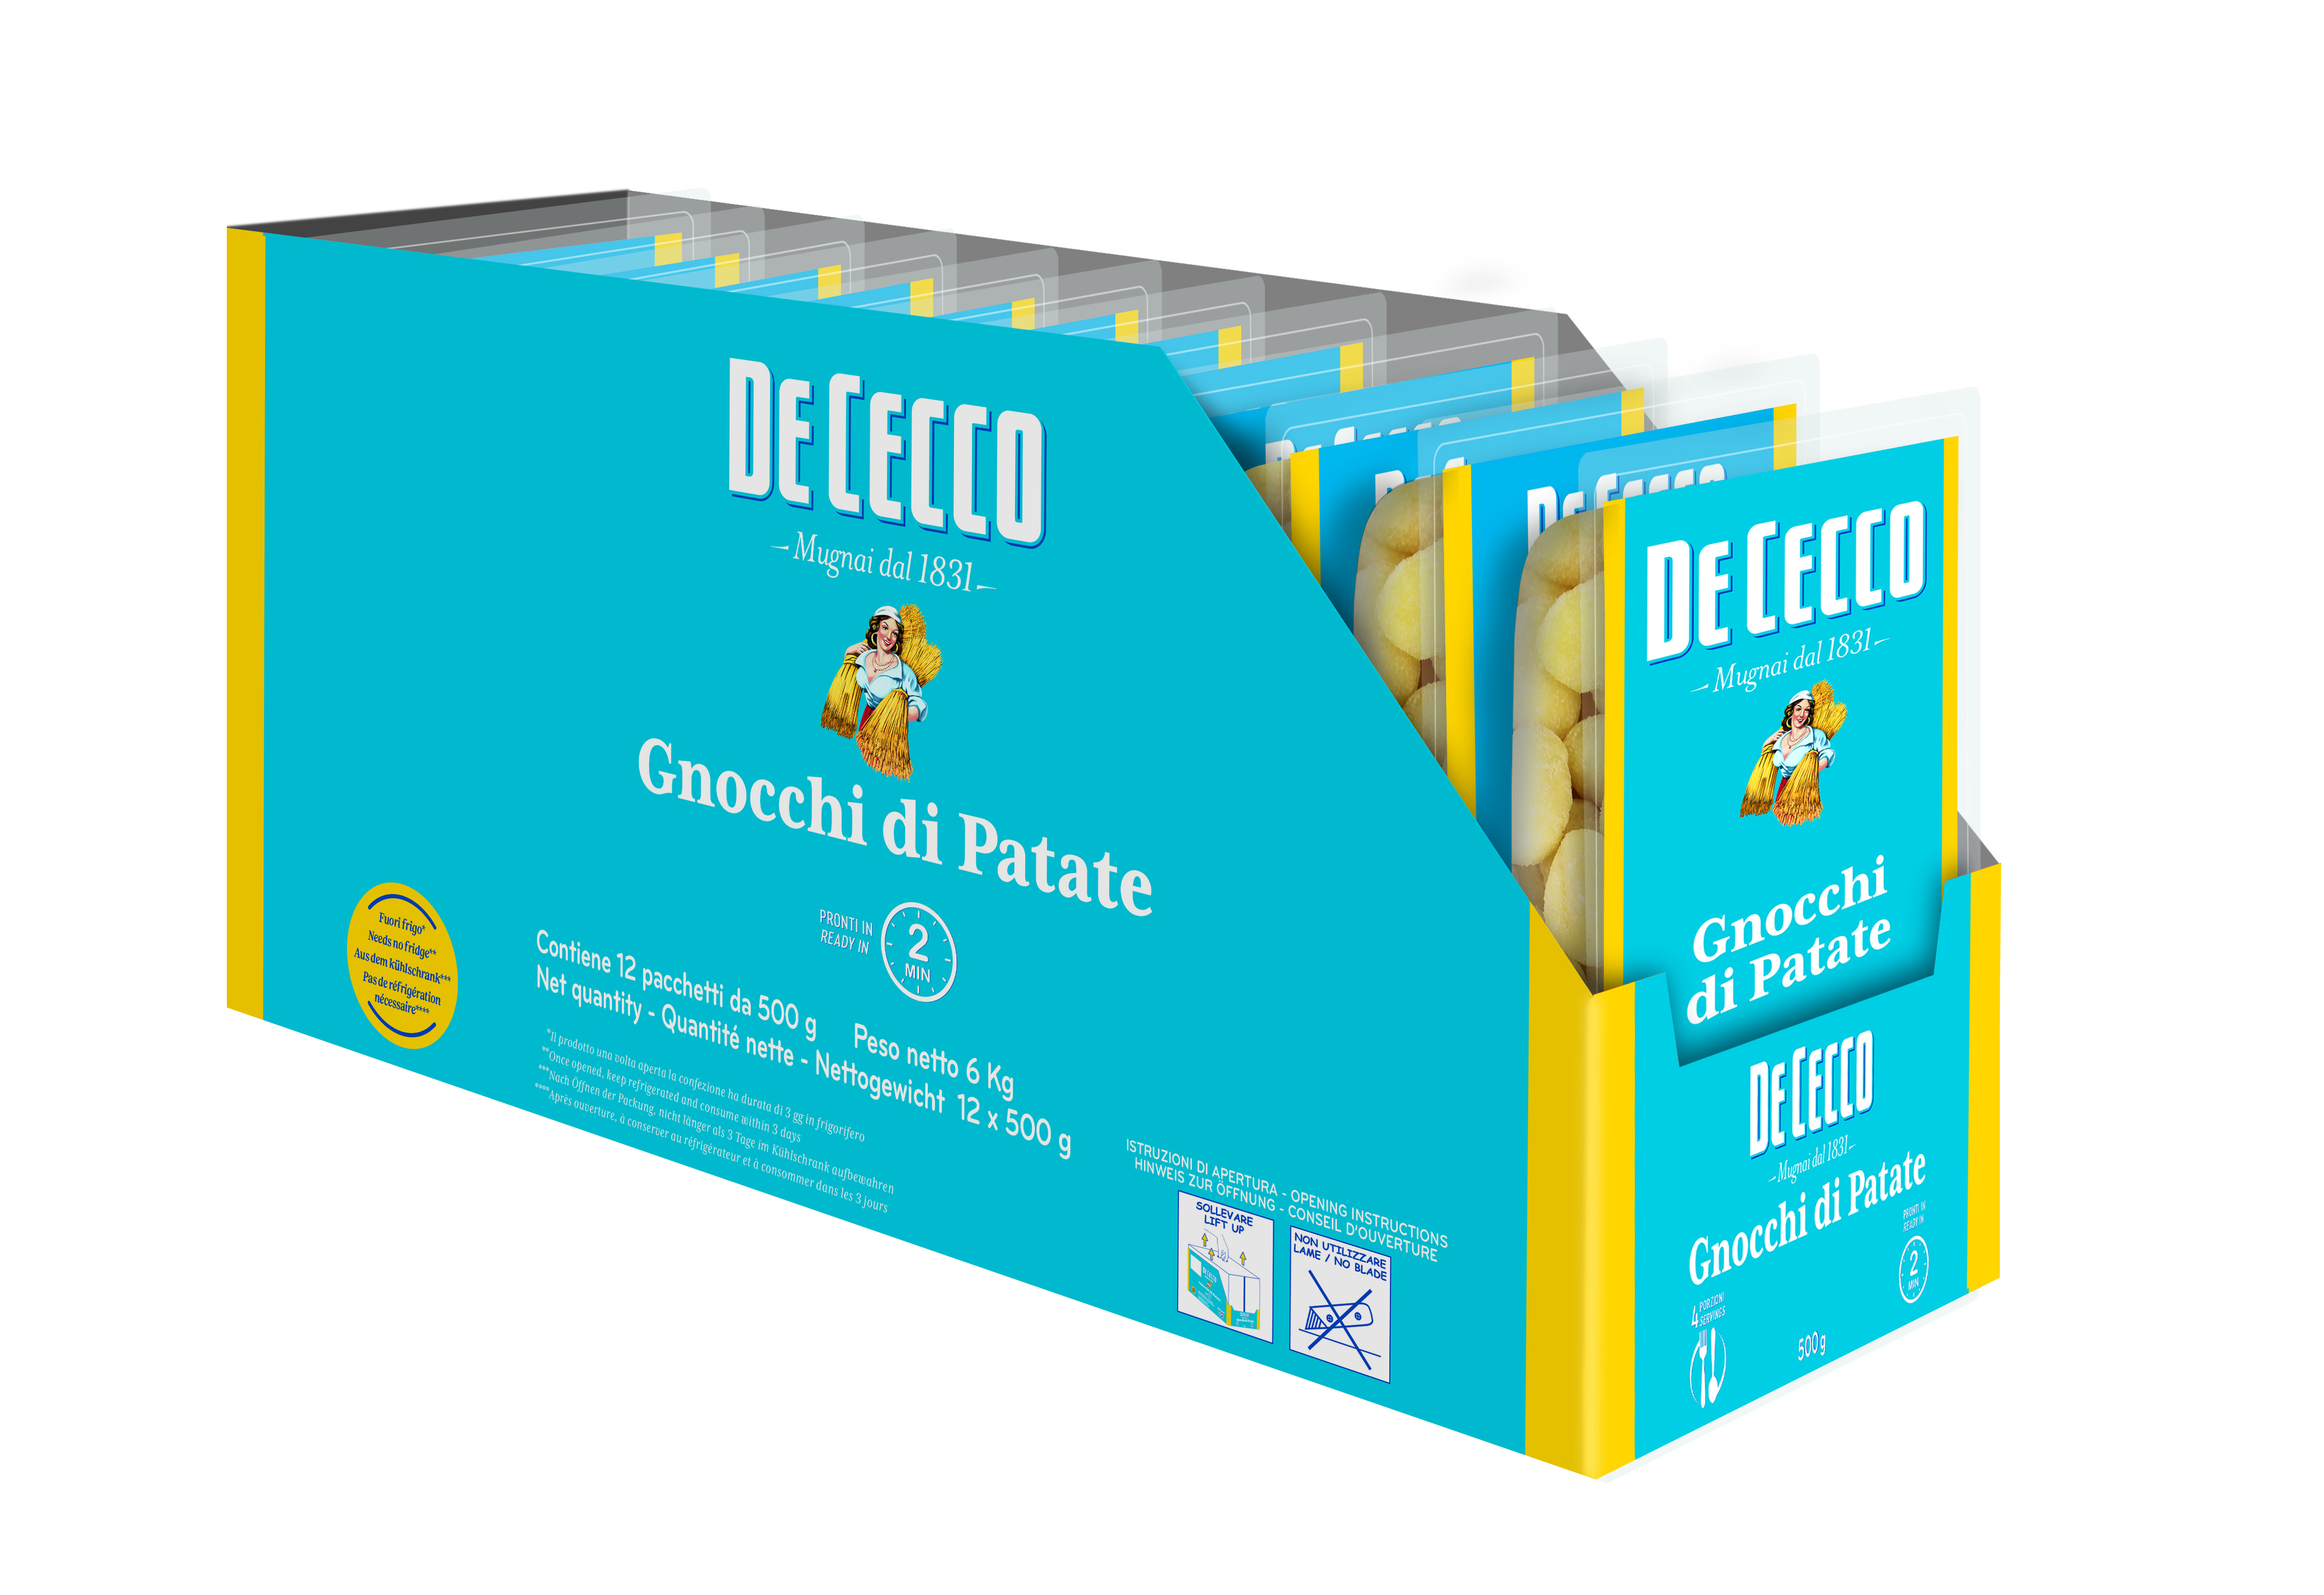 DE CECCO
Mugnai dal 1831
Gnocchi di Patate
PRONTI IN
READY IN
2
MIN
Fuori frigo*
Needs no fridge**
Aus dem kühlschrank***
Pas de réfrigération
nécessaire****
Contiene 12 pacchetti da 500 g Peso netto 6 Kg
Net quantity - Quantité nette - Nettogewicht 12 x 500 g
*Il prodotto una volta aperta la confezione ha durata di 3 gg in frigorifero
**Once opened, keep refrigerated and consume within 3 days
***Nach Öffnen der Packung, nicht länger als 3 Tage im Kühlschrank aufbewahren
****Après ouverture, à conserver au réfrigérateur et à consommer dans les 3 jours
ISTRUZIONI DI APERTURA - OPENING INSTRUCTIONS
HINWEIS ZUR ÖFFNUNG - CONSEIL D'OUVERTURE
SOLLEVARE
LIFT UP
NON UTILIZZARE
LAME / NO BLADE
DE CECCO
Mugnai dal 1831
Gnocchi
di Patate
DE CECCO
Mugnai dal 1831
Gnocchi di Patate
PRONTI IN
READY IN
2
MIN
4 PORZIONI
SERVINGS
500 g